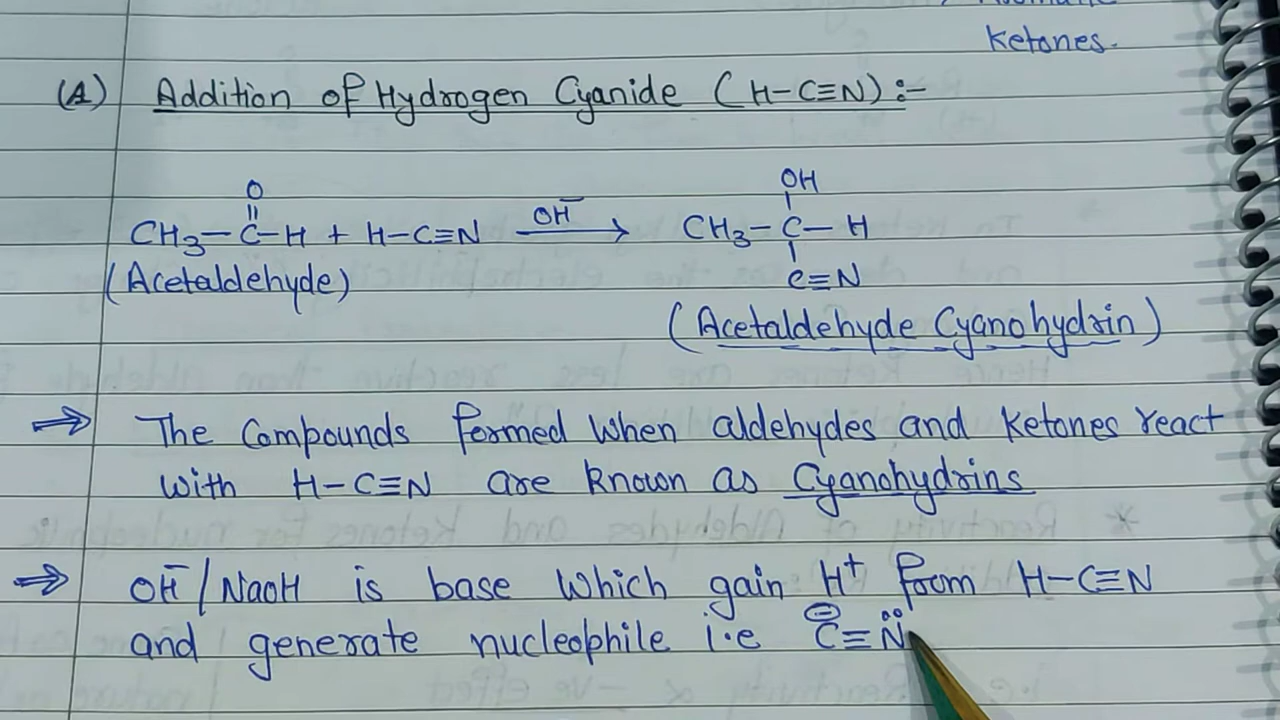 Ketones.
(A) Addition of Hydrogen Cyanide (H-C≡N) :-
O
||
CH₃-C-H + H-C≡N OH⁻ → 
(Acetaldehyde)
OH
|
CH₃-C-H
|
C≡N
(Acetaldehyde Cyanohydrin)
⇒ The Compounds formed when aldehydes and Ketones react
with H-C≡N are known as Cyanohydrins
⇒ OH⁻/NaOH is base which gain H⁺ from H-C≡N
and generate nucleophile i.e ⊖C≡N̈